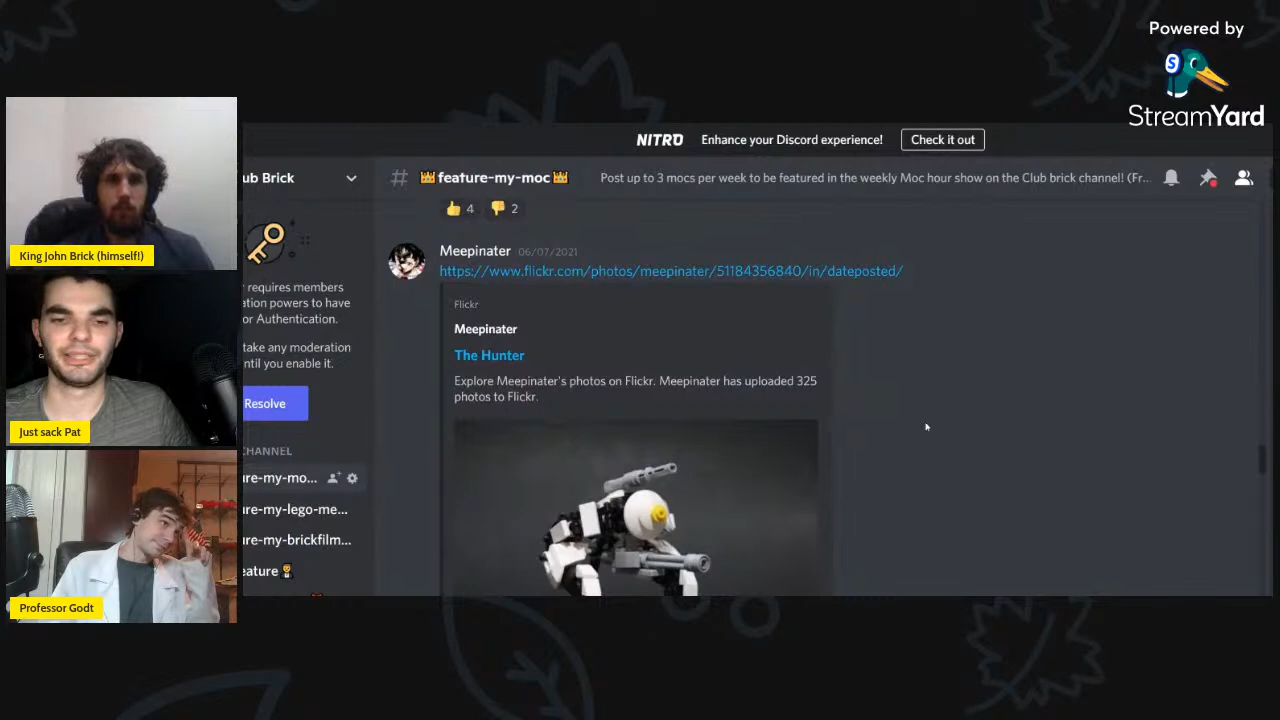 Powered by
S
StreamYard
King John Brick (himself!)
Just sack Pat
Professor Godt
NITRO Enhance your Discord experience! Check it out
ub Brick
requires members
ation powers to have
or Authentication.
take any moderation
until you enable it.
Resolve
CHANNEL
re-my-mo...
ure-my-lego-me...
ure-my-brickfilm...
eature
# feature-my-moc Post up to 3 mocs per week to be featured in the weekly Moc hour show on the Club brick channel! (Fr...
4 2
Meepinater 06/07/2021
https://www.flickr.com/photos/meepinater/51184356840/in/dateposted/
Flickr
Meepinater
The Hunter
Explore Meepinater's photos on Flickr. Meepinater has uploaded 325
photos to Flickr.